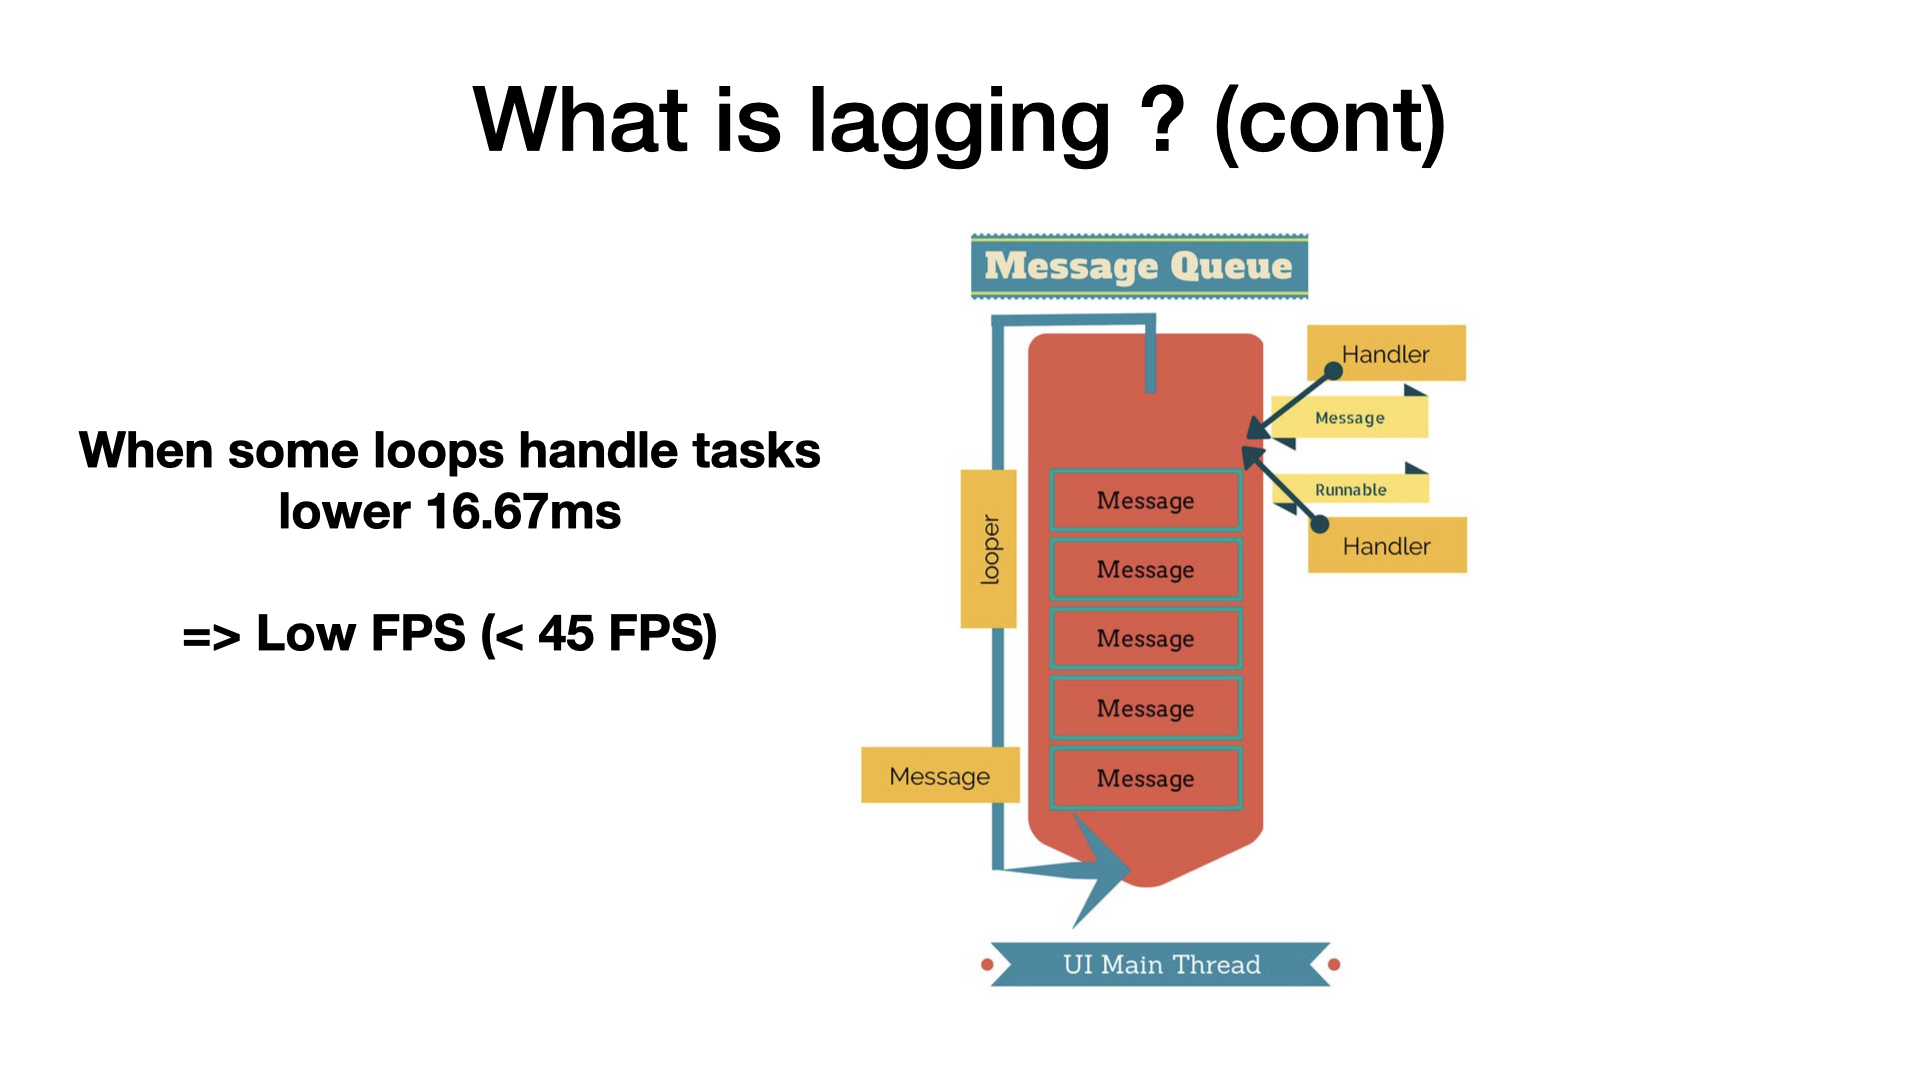 What is lagging ? (cont)
When some loops handle tasks
lower 16.67ms
=> Low FPS (< 45 FPS)
Message Queue
looper
Message
Message
Message
Message
Message
Message
Handler
Message
Runnable
Handler
UI Main Thread